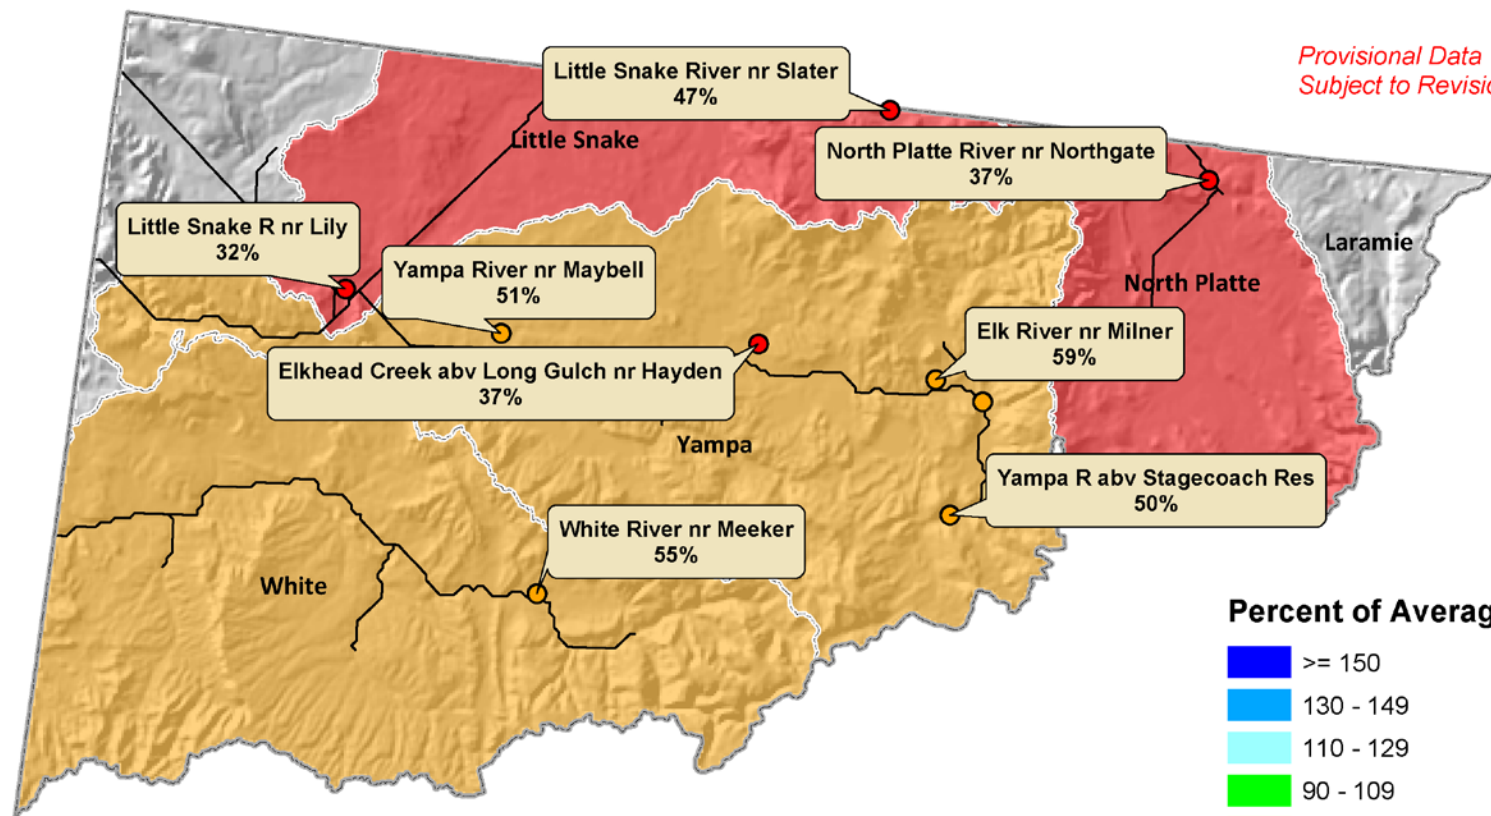 Provisional Data
Subject to Revisio
Little Snake River nr Slater
47%
Little Snake
North Platte River nr Northgate
37%
Little Snake R nr Lily
32%
Laramie
Yampa River nr Maybell
51%
North Platte
Elk River nr Milner
59%
Elkhead Creek abv Long Gulch nr Hayden
37%
Yampa
Yampa R abv Stagecoach Res
50%
White River nr Meeker
55%
White
Percent of Averag
>= 150
130 - 149
110 - 129
90 - 109